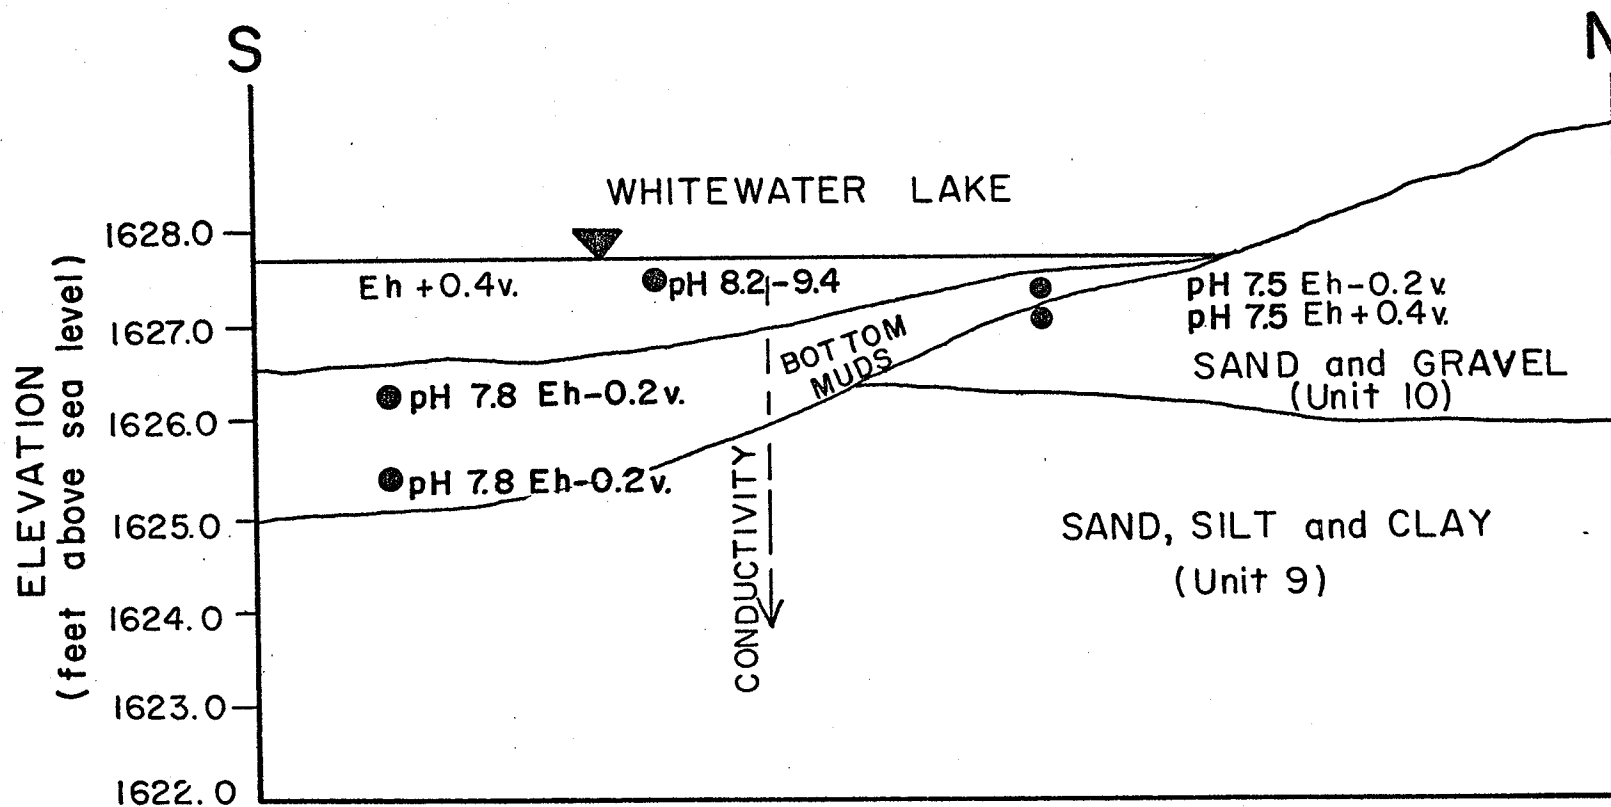 S
N
WHITEWATER LAKE
1628.0
Eh +0.4v.
pH 8.2-9.4
pH 7.5 Eh-0.2v.
pH 7.5 Eh+0.4v.
1627.0
BOTTOM
MUDS
SAND and GRAVEL
(Unit 10)
pH 7.8 Eh-0.2v.
1626.0
pH 7.8 Eh-0.2v.
1625.0
SAND, SILT and CLAY
(Unit 9)
CONDUCTIVITY
1624.0
1623.0
1622.0
ELEVATION
(feet above sea level)